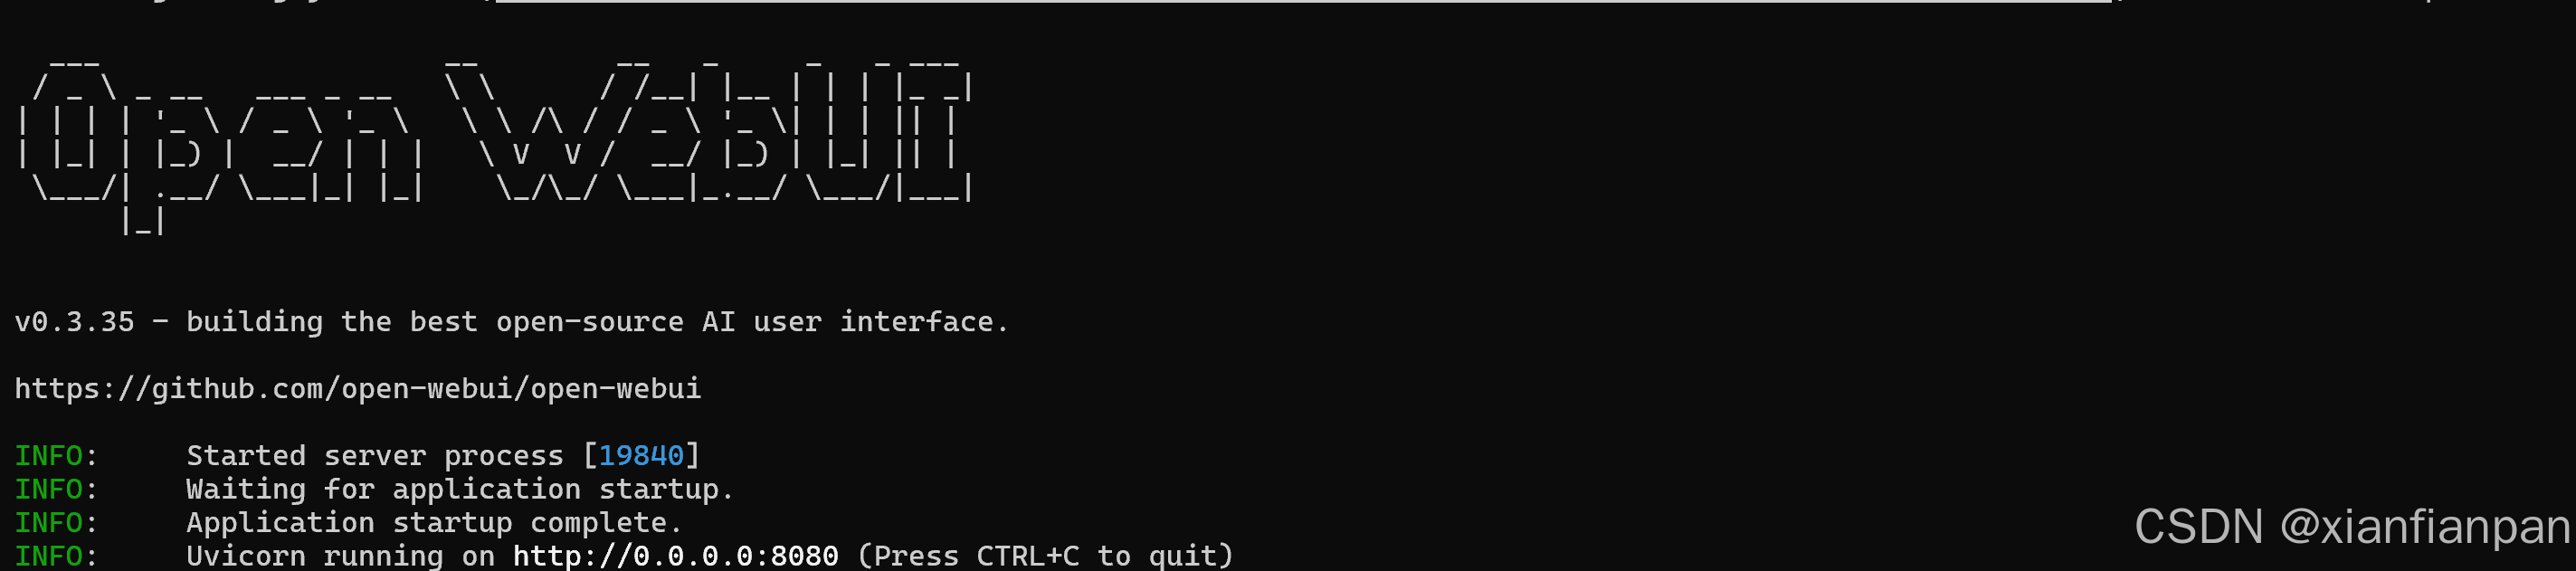 Open WebUI
v0.3.35 - building the best open-source AI user interface.
https://github.com/open-webui/open-webui
INFO:     Started server process [19840]
INFO:     Waiting for application startup.
INFO:     Application startup complete.
INFO:     Uvicorn running on http://0.0.0.0:8080 (Press CTRL+C to quit)
CSDN @xianfianpan